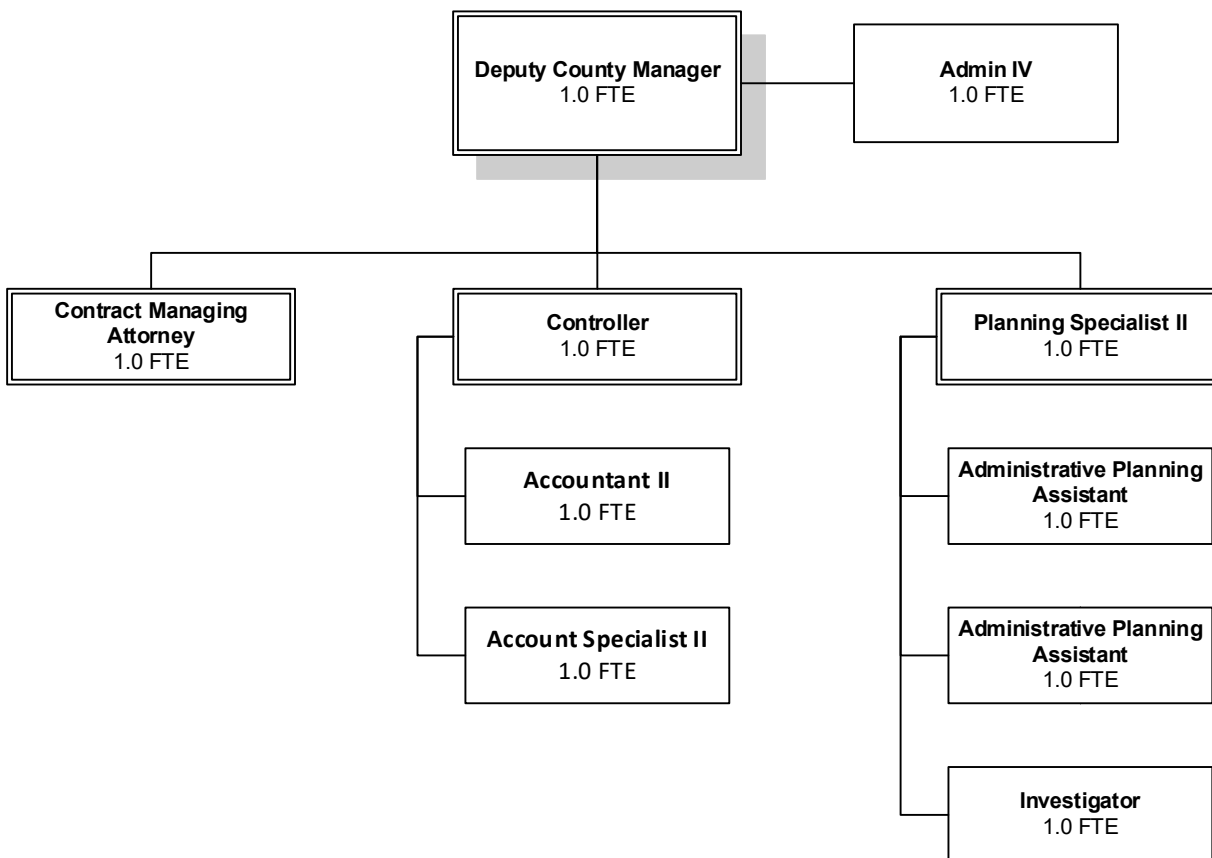 Deputy County Manager
1.0 FTE
Admin IV
1.0 FTE
Contract Managing
Attorney
1.0 FTE
Controller
1.0 FTE
Planning Specialist II
1.0 FTE
Accountant II
1.0 FTE
Administrative Planning
Assistant
1.0 FTE
Account Specialist II
1.0 FTE
Administrative Planning
Assistant
1.0 FTE
Investigator
1.0 FTE